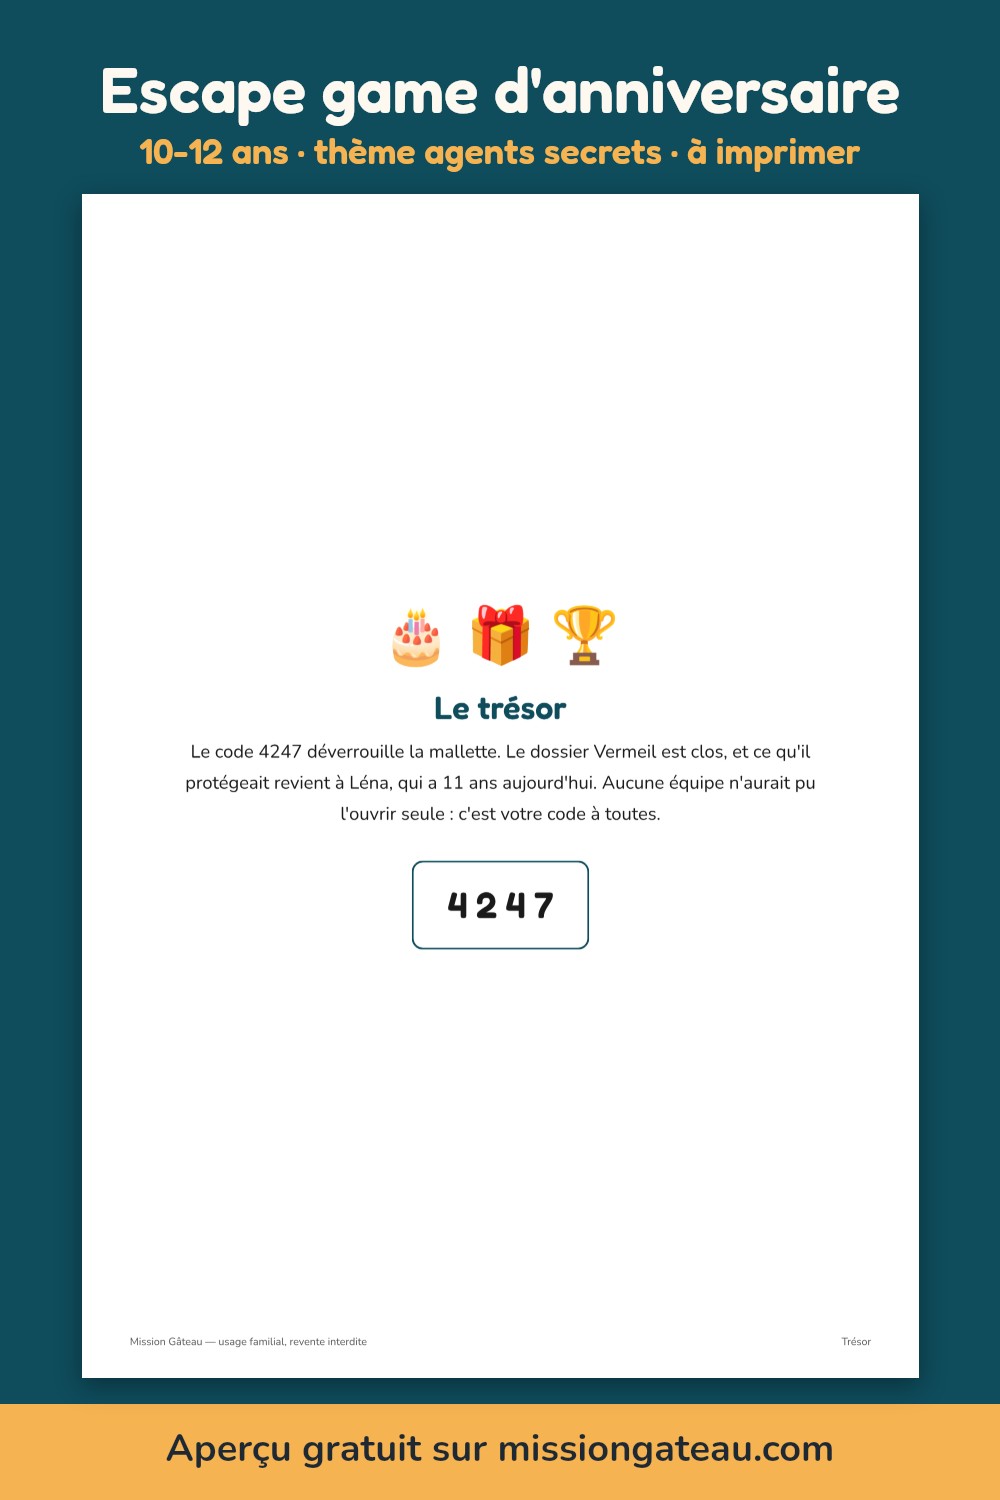 Escape game d'anniversaire
10-12 ans · thème agents secrets · à imprimer
Le trésor
Le code 4247 déverrouille la mallette. Le dossier Vermeil est clos, et ce qu'il
protégeait revient à Léna, qui a 11 ans aujourd'hui. Aucune équipe n'aurait pu
l'ouvrir seule : c'est votre code à toutes.
4247
Mission Gâteau — usage familial, revente interdite
Trésor
Aperçu gratuit sur missiongateau.com